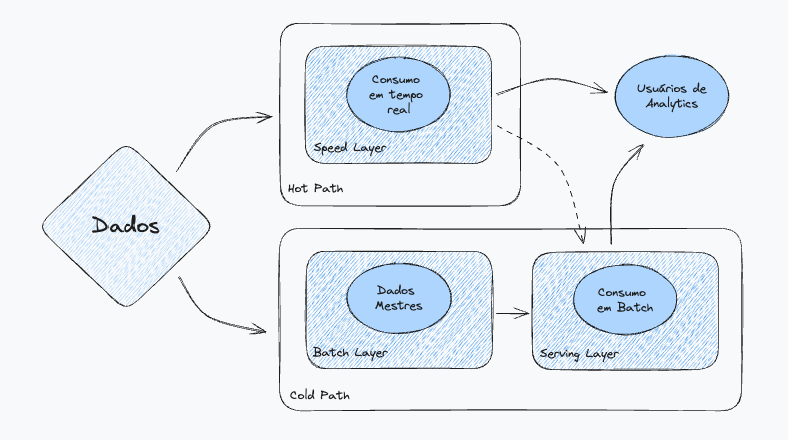 Dados
Consumo
em tempo
real
Speed Layer
Hot Path
Usuários de
Analytics
Dados
Mestres
Batch Layer
Consumo
em Batch
Serving Layer
Cold Path